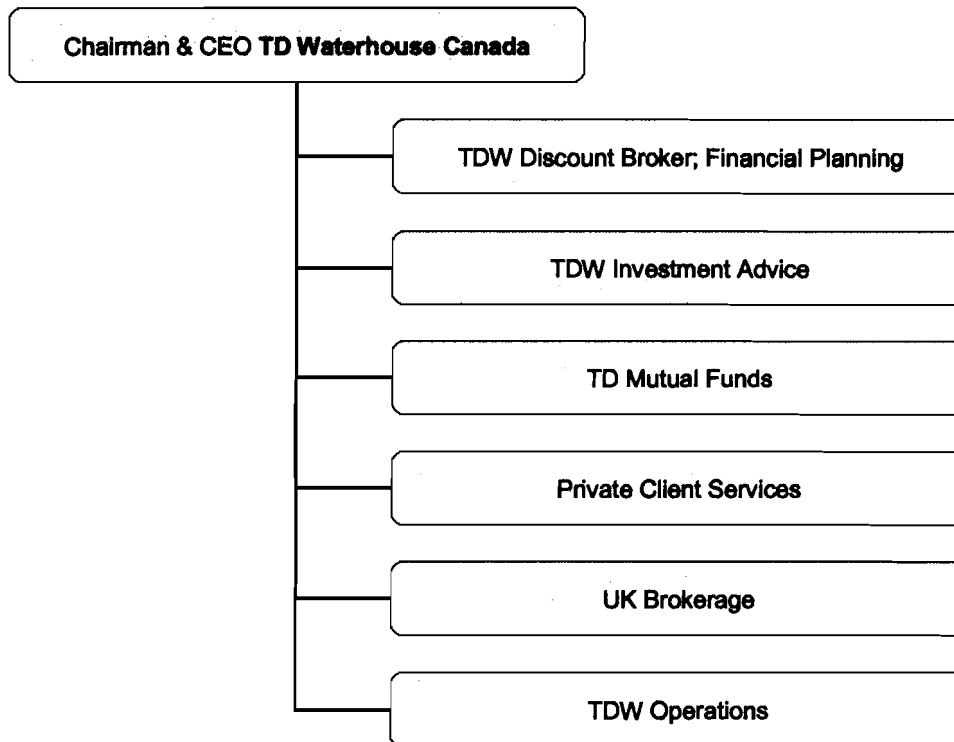 Chairman & CEO TD Waterhouse Canada
TDW Discount Broker; Financial Planning
TDW Investment Advice
TD Mutual Funds
Private Client Services
UK Brokerage
TDW Operations